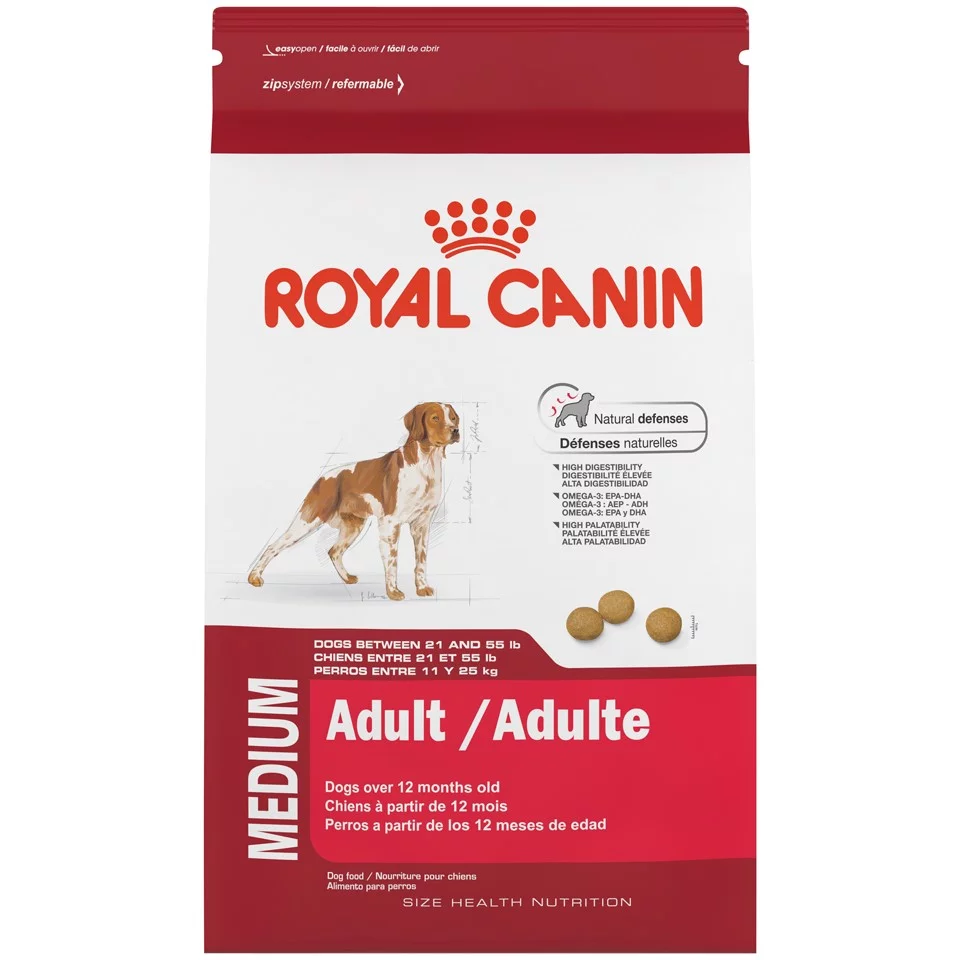 easyopen / facile à ouvrir / fácil de abrir
zipsystem / refermable
ROYAL CANIN
Natural defenses
Défenses naturelles
HIGH DIGESTIBILITY
DIGESTIBILITÉ ÉLEVÉE
ALTA DIGESTIBILIDAD
OMEGA-3: EPA-DHA
OMÉGA-3 : AEP - ADH
OMEGA-3: EPA y DHA
HIGH PALATABILITY
PALATABILITÉ ÉLEVÉE
ALTA PALATABILIDAD
DOGS BETWEEN 21 AND 55 lb
CHIENS ENTRE 21 ET 55 lb
PERROS ENTRE 11 Y 25 kg
MEDIUM
Adult / Adulte
Dogs over 12 months old
Chiens à partir de 12 mois
Perros a partir de los 12 meses de edad
Dog food / Nourriture pour chiens
Alimento para perros
SIZE HEALTH NUTRITION